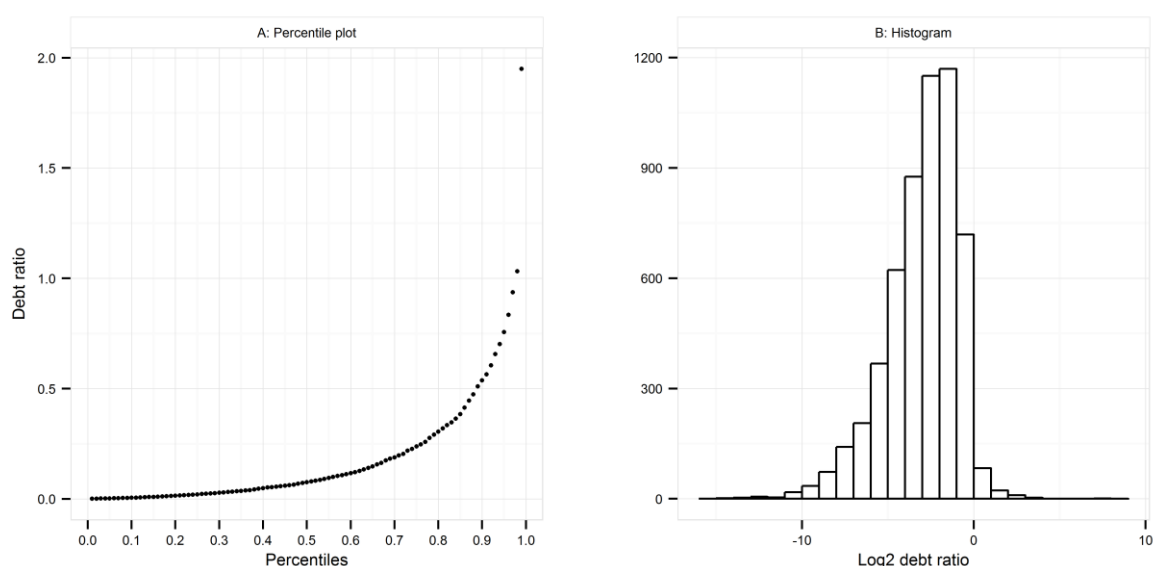 A: Percentile plot
2.0
1.5
1.0
0.5
0.0
Debt ratio
0.0 0.1 0.2 0.3 0.4 0.5 0.6 0.7 0.8 0.9 1.0
Percentiles
B: Histogram
1200
900
600
300
0
-10 0 10
Log2 debt ratio